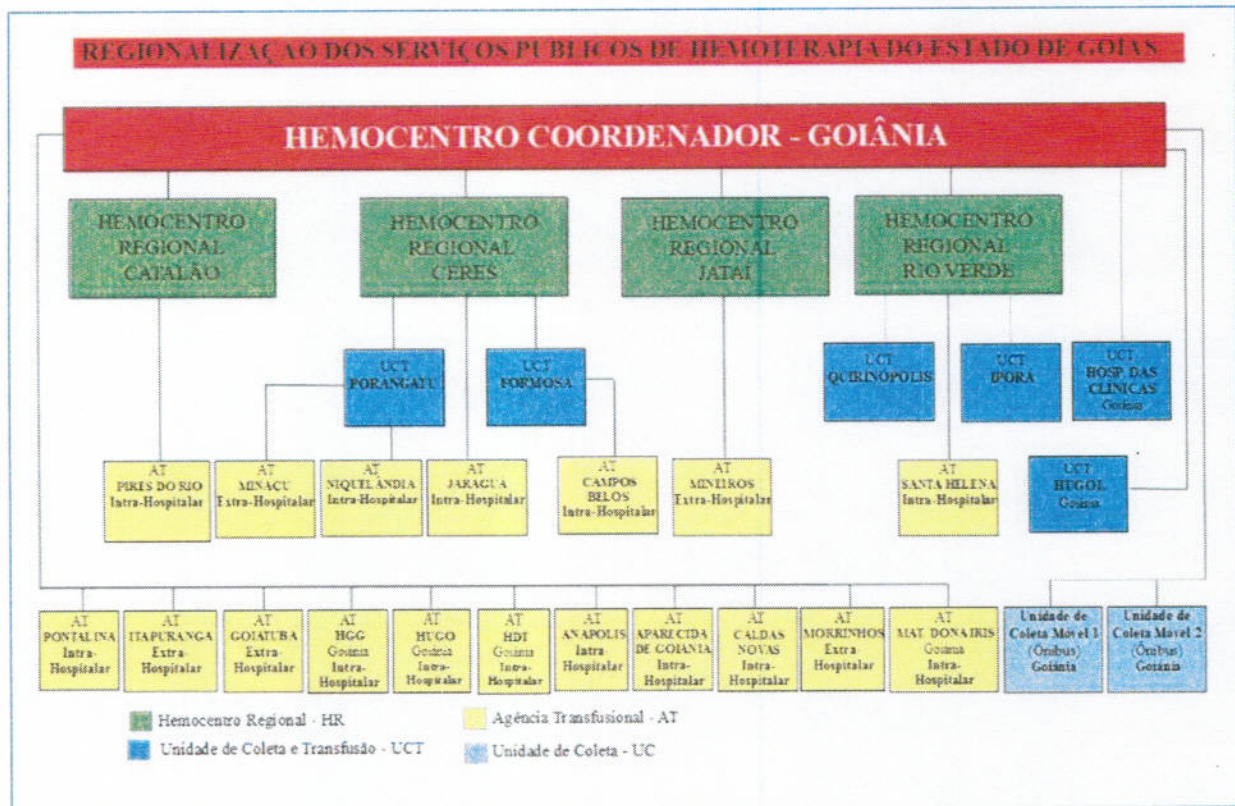 REGIONALIZAÇAO DOS SERVIÇOS PUBLICOS DE HEMOTERAPIA DO ESTADO DE GOIAS
HEMOCENTRO COORDENADOR - GOIÂNIA
HEMOCENTRO
REGIONAL
CATALÃO
HEMOCENTRO
REGIONAL
CERES
HEMOCENTRO
REGIONAL
JATAI
HEMOCENTRO
REGIONAL
RIO VERDE
UCT
PORANGATU
UCT
FORMOSA
UCT
QUIRINÓPOLIS
UCT
IPORÁ
UCT
HOSP. DAS
CLINICAS
Goiânia
AT
PIRES DO RIO
Intra-Hospitalar
AT
MINAÇU
Extra-Hospitalar
AT
NIQUELÂNDIA
Intra-Hospitalar
AT
JARAGUA
Intra-Hospitalar
AT
CAMPOS
BELOS
Intra-Hospitalar
AT
MINEIROS
Extra-Hospitalar
AT
SANTA HELENA
Intra-Hospitalar
UCT
HUGOL
Goiânia
AT
PONTALINA
Intra-
Hospitalar
AT
ITAPURANGA
Extra-
Hospitalar
AT
GOIATUBA
Extra-
Hospitalar
AT
HGG
Goiânia
Intra-
Hospitalar
AT
HUGO
Goiânia
Intra-
Hospitalar
AT
HDT
Goiânia
Intra-
Hospitalar
AT
ANAPOLIS
Intra-
Hospitalar
AT
APARECIDA
DE GOIANIA
Intra-
Hospitalar
AT
CALDAS
NOVAS
Intra-
Hospitalar
AT
MORRINHOS
Extra-
Hospitalar
AT
MAT. DONA IRIS
Goiânia
Intra-
Hospitalar
Unidade de
Coleta Móvel 1
(Ônibus)
Goiânia
Unidade de
Coleta Móvel 2
(Ônibus)
Goiânia
Hemocentro Regional - HR
Agência Transfusional - AT
Unidade de Coleta e Transfusão - UCT
Unidade de Coleta - UC